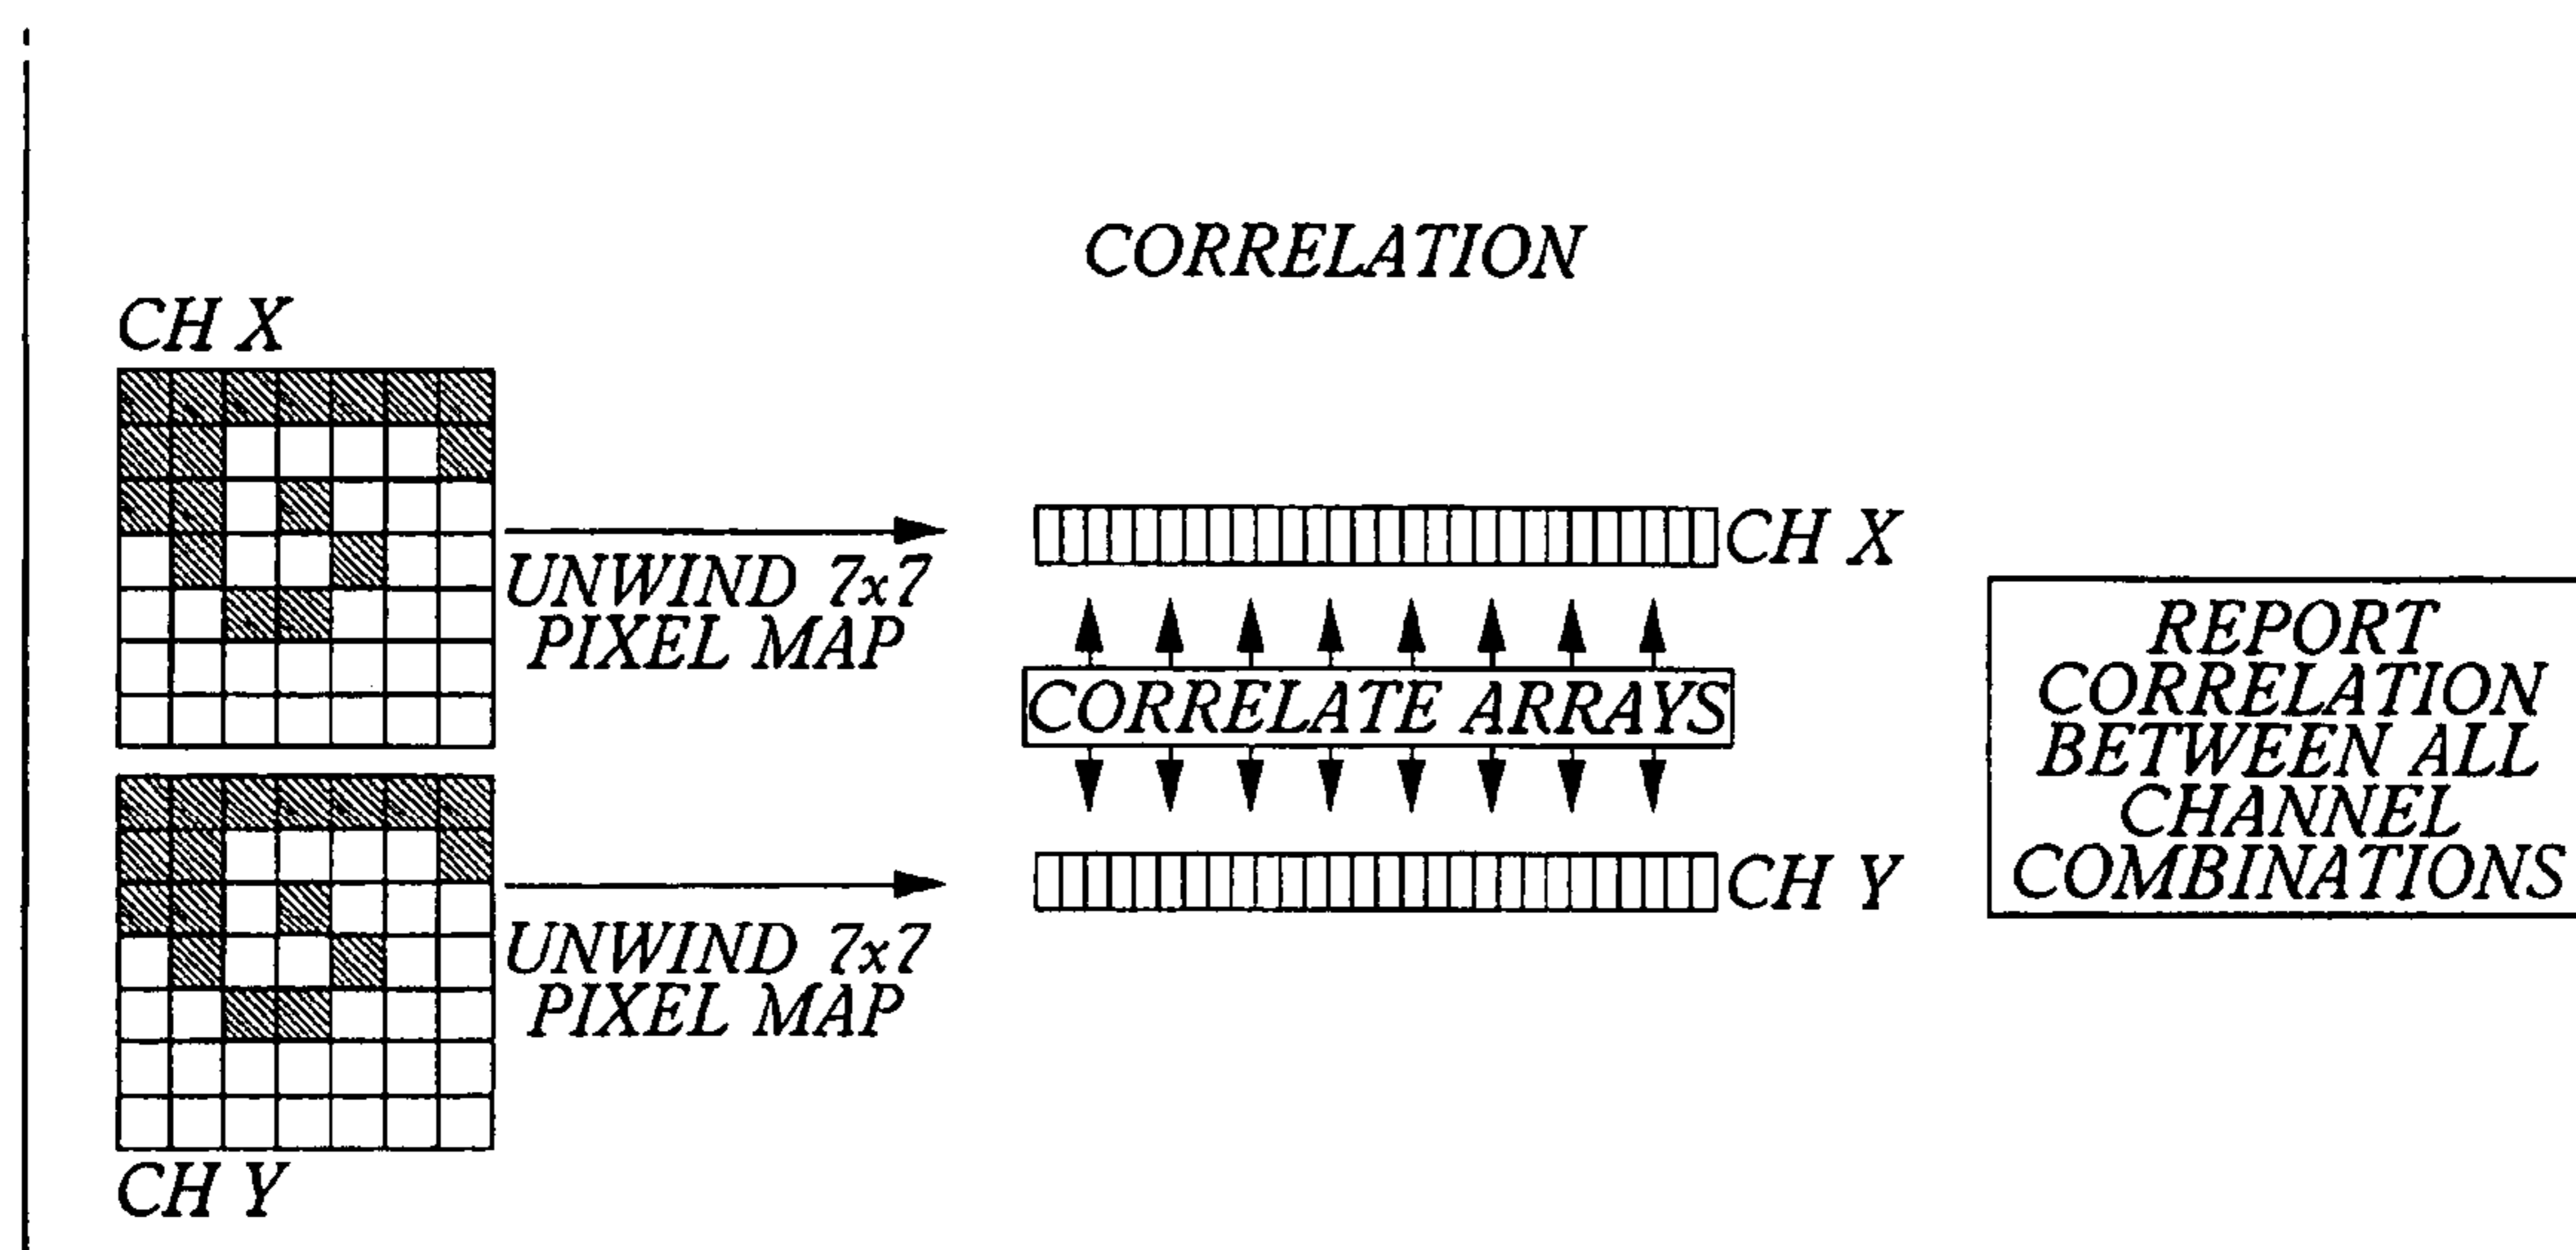 CORRELATION
CH X
UNWIND 7x7
PIXEL MAP
CH X
CORRELATE ARRAYS
CH Y
UNWIND 7x7
PIXEL MAP
CH Y
REPORT
CORRELATION
BETWEEN ALL
CHANNEL
COMBINATIONS